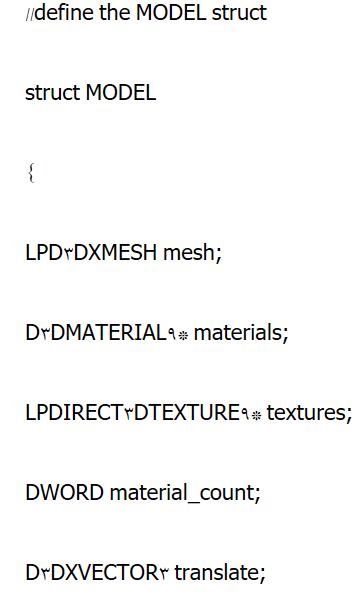 //define the MODEL struct
struct MODEL
{
LPD۳DXMESH mesh;
D۳DMATERIAL۹* materials;
LPDIRECT۳DTEXTURE۹* textures;
DWORD material_count;
D۳DXVECTOR۳ translate;